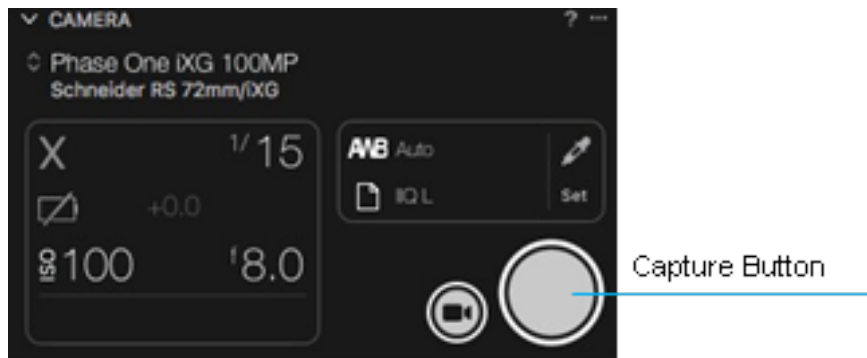 CAMERA ? ...
Phase One iXG 100MP
Schneider RS 72mm/iXG
X 1/ 15
AWB Auto
+0.0
IIQ L
Set
ISO 100 f 8.0
Capture Button